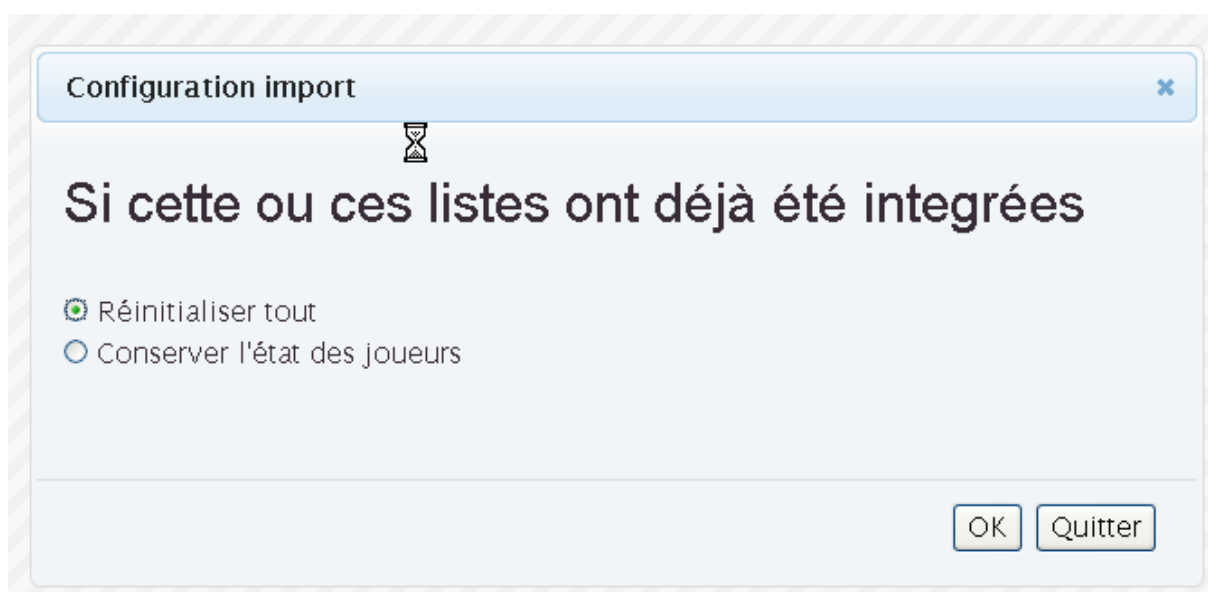 Configuration import
Si cette ou ces listes ont déjà été integrées
Réinitialiser tout
Conserver l'état des joueurs
OK Quitter